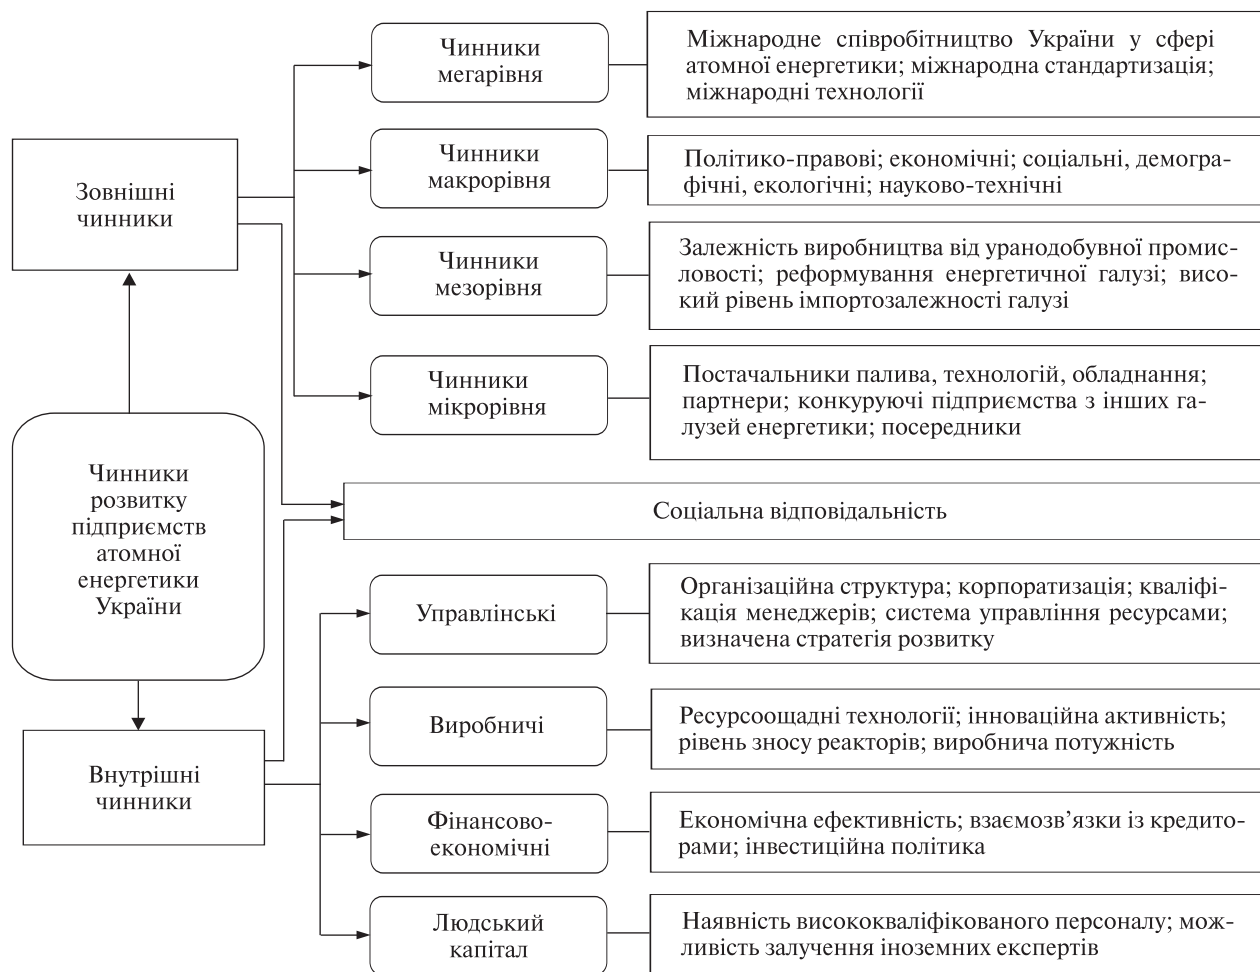 Чинники
мегарівня
Міжнародне співробітництво України у сфері
атомної енергетики; міжнародна стандартизація;
міжнародні технології
Зовнішні
чинники
Чинники
макрорівня
Політико-правові; економічні; соціальні, демогра-
фічні, екологічні; науково-технічні
Чинники
мезорівня
Залежність виробництва від уранодобувної промис-
ловості; реформування енергетичної галузі; висо-
кий рівень імпортозалежності галузі
Чинники
мікрорівня
Постачальники палива, технологій, обладнання;
партнери; конкуруючі підприємства з інших га-
лузей енергетики; посередники
Чинники
розвитку
підприємств
атомної
енергетики
України
Соціальна відповідальність
Управлінські
Організаційна структура; корпоратизація; кваліфі-
кація менеджерів; система управління ресурсами;
визначена стратегія розвитку
Внутрішні
чинники
Виробничі
Ресурсоощадні технології; інноваційна активність;
рівень зносу реакторів; виробнича потужність
Фінансово-
економічні
Економічна ефективність; взаємозв’язки із кредито-
рами; інвестиційна політика
Людський
капітал
Наявність висококваліфікованого персоналу; мож-
ливість залучення іноземних експертів